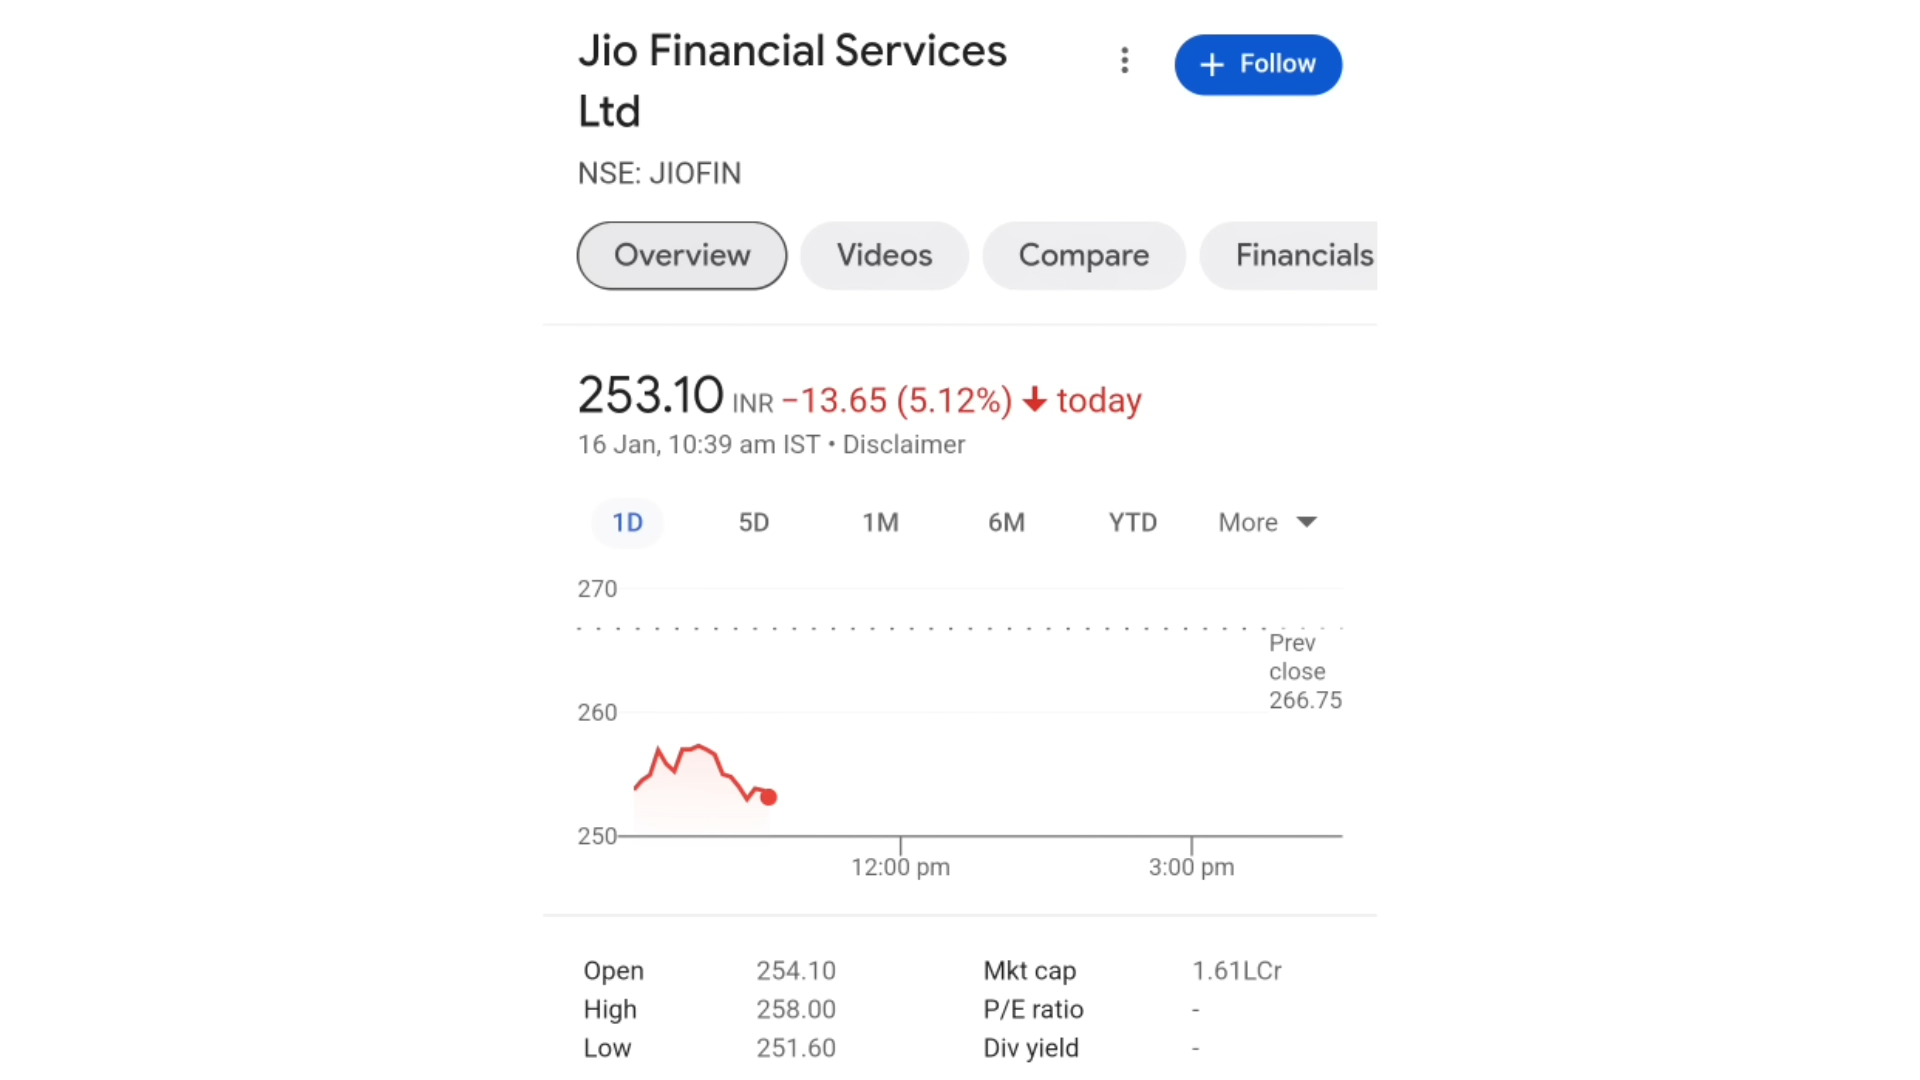 Jio Financial Services
Ltd
+ Follow
NSE: JIOFIN
Overview Videos Compare Financials
253.10 INR −13.65 (5.12%) ↓ today
16 Jan, 10:39 am IST • Disclaimer
1D 5D 1M 6M YTD More
270
Prev
close
266.75
260
250
12:00 pm 3:00 pm
Open 254.10 Mkt cap 1.61LCr
High 258.00 P/E ratio -
Low 251.60 Div yield -